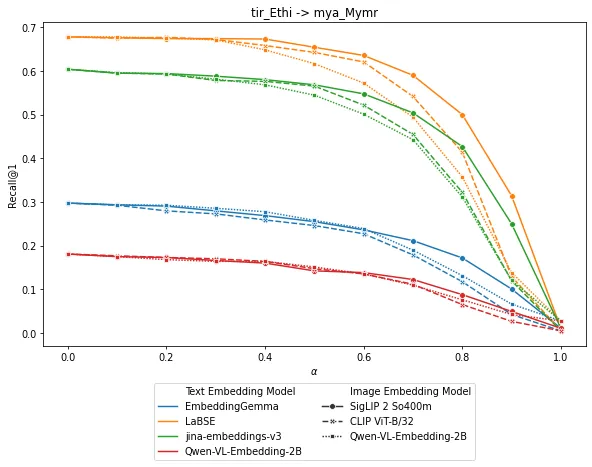 tir_Ethi -> mya_Mymr
0.7
0.6
0.5
0.4
0.3
0.2
0.1
0.0
Recall@1
0.0 0.2 0.4 0.6 0.8 1.0
α
Text Embedding Model
EmbeddingGemma
LaBSE
jina-embeddings-v3
Qwen-VL-Embedding-2B
Image Embedding Model
SigLIP 2 So400m
CLIP ViT-B/32
Qwen-VL-Embedding-2B